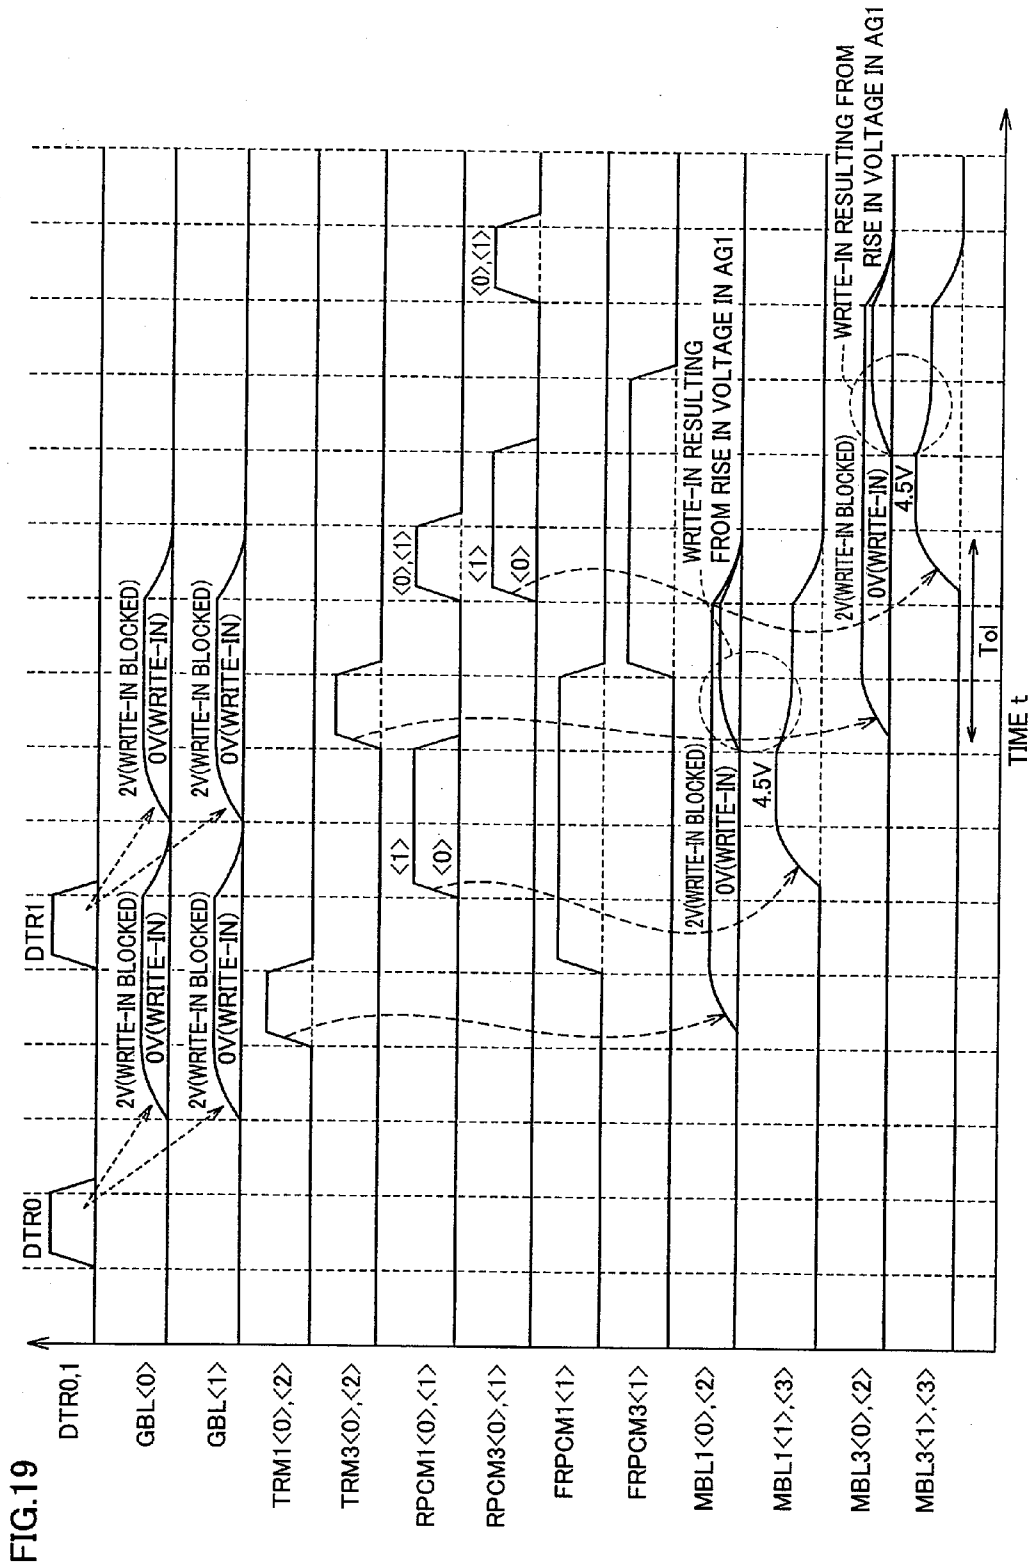 FIG.19
DTR0,1
DTR0
DTR1
GBL<0>
2V(WRITE-IN BLOCKED)
0V(WRITE-IN)
2V(WRITE-IN BLOCKED)
0V(WRITE-IN)
GBL<1>
2V(WRITE-IN BLOCKED)
0V(WRITE-IN)
2V(WRITE-IN BLOCKED)
0V(WRITE-IN)
TRM1<0>,<2>
TRM3<0>,<2>
RPCM1<0>,<1>
<1>
<0>
<0>,<1>
RPCM3<0>,<1>
<1>
<0>
<0>,<1>
FRPCM1<1>
FRPCM3<1>
MBL1<0>,<2>
2V(WRITE-IN BLOCKED)
0V(WRITE-IN)
WRITE-IN RESULTING
FROM RISE IN VOLTAGE IN AG1
MBL1<1>,<3>
4.5V
MBL3<0>,<2>
2V(WRITE-IN BLOCKED)
0V(WRITE-IN)
WRITE-IN RESULTING FROM
RISE IN VOLTAGE IN AG1
MBL3<1>,<3>
4.5V
Tol
TIME t